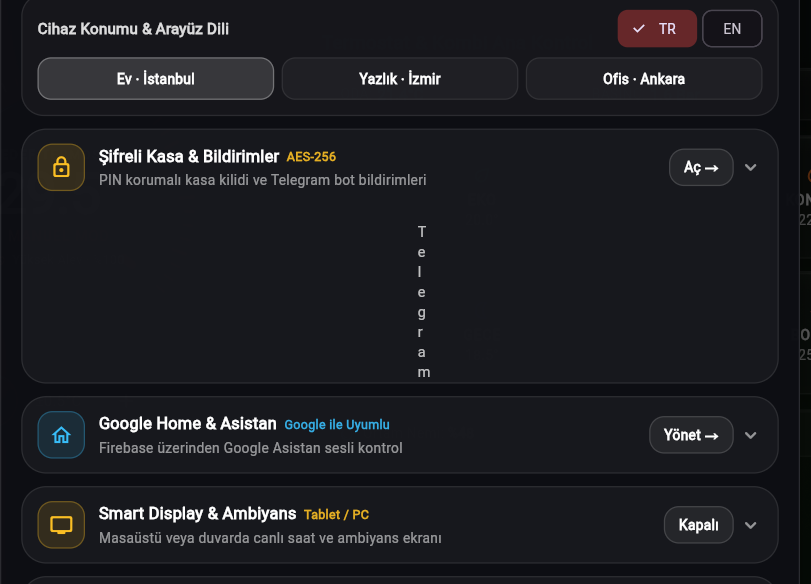 Cihaz Konumu & Arayüz Dili
TR
EN
Ev · İstanbul
Yazlık · İzmir
Ofis · Ankara
Şifreli Kasa & Bildirimler AES-256
PIN korumalı kasa kilidi ve Telegram bot bildirimleri
Aç →
T
e
l
e
g
r
a
m
Google Home & Asistan Google ile Uyumlu
Firebase üzerinden Google Asistan sesli kontrol
Yönet →
Smart Display & Ambiyans Tablet / PC
Masaüstü veya duvarda canlı saat ve ambiyans ekranı
Kapalı